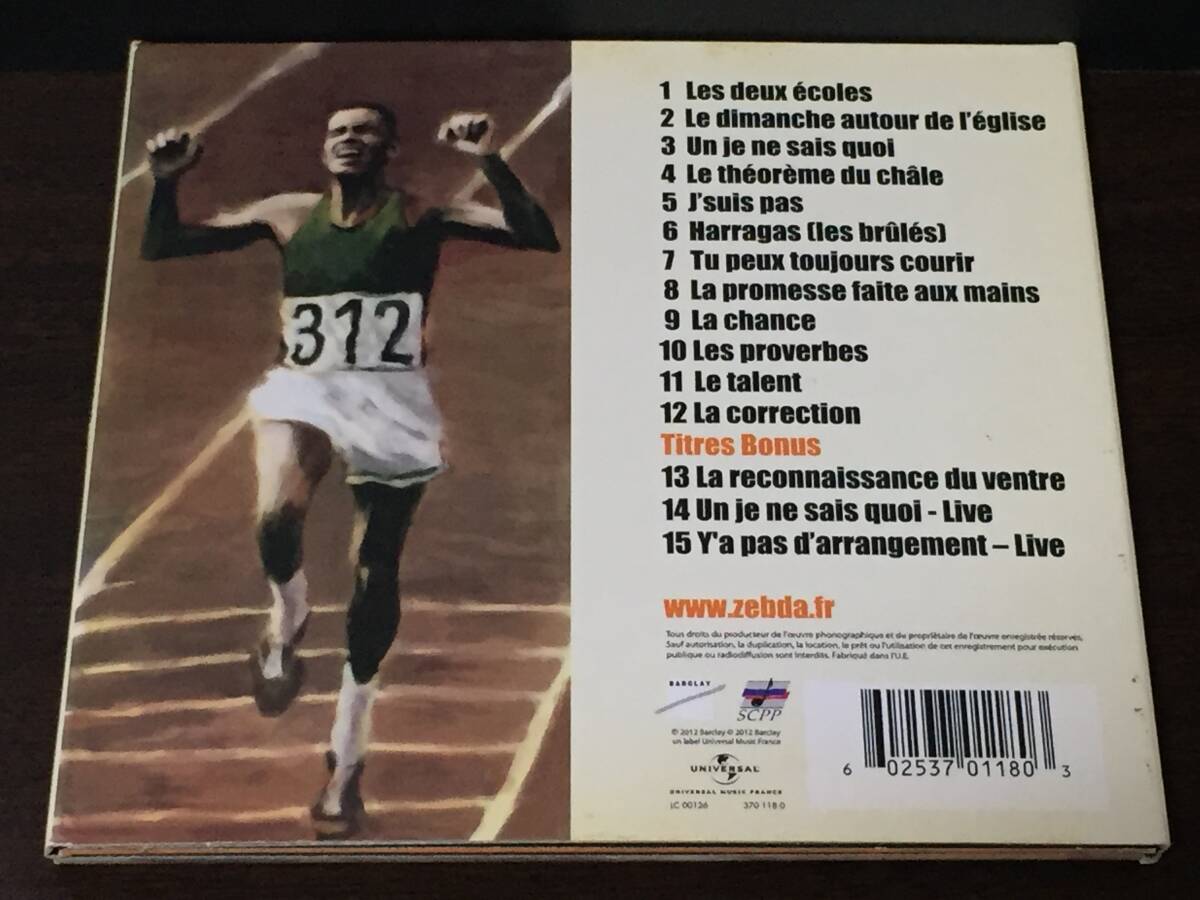 312
1 Les deux écoles
2 Le dimanche autour de l'église
3 Un je ne sais quoi
4 Le théorème du châle
5 J'suis pas
6 Harragas (les brûlés)
7 Tu peux toujours courir
8 La promesse faite aux mains
9 La chance
10 Les proverbes
11 Le talent
12 La correction
Titres Bonus
13 La reconnaissance du ventre
14 Un je ne sais quoi - Live
15 Y'a pas d'arrangement – Live
www.zebda.fr
Tous droits du producteur de l'œuvre phonographique et du propriétaire de l'œuvre enregistrée réservés.
Sauf autorisation, la duplication, la location, le prêt ou l'utilisation de cet enregistrement pour exécution
publique ou radiodiffusion sont interdits. Fabriqué dans l'U.E.
BARCLAY
SCPP
℗ 2012 Barclay © 2012 Barclay
un label Universal Music France
UNIVERSAL
UNIVERSAL MUSIC FRANCE
LC 00126 370 118 0
6 02537 01180 3